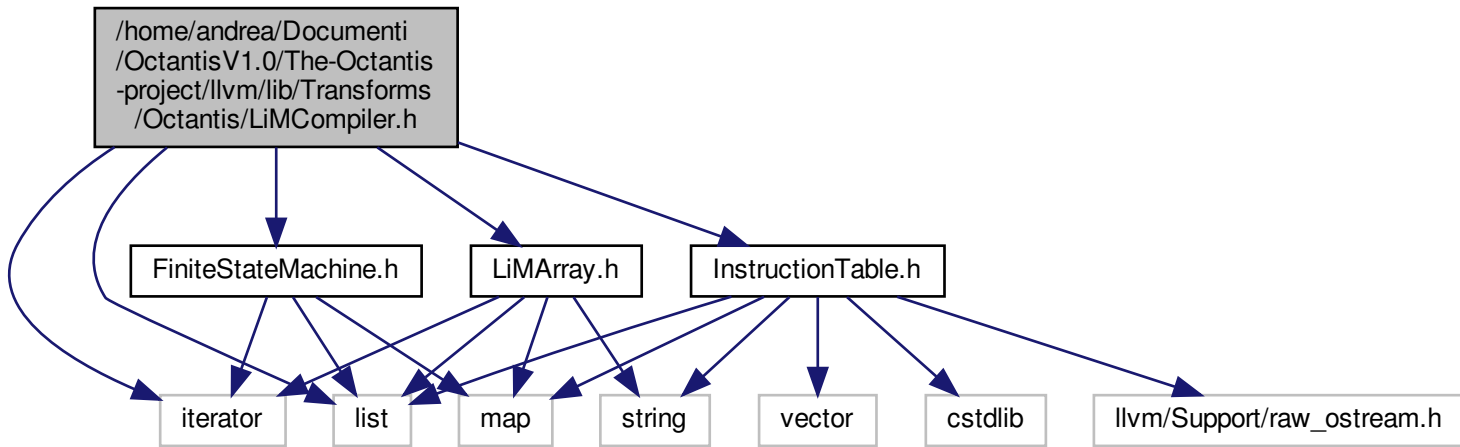 /home/andrea/Documenti
/OctantisV1.0/The-Octantis
-project/llvm/lib/Transforms
/Octantis/LiMCompiler.h
FiniteStateMachine.h
LiMArray.h
InstructionTable.h
iterator
list
map
string
vector
cstdlib
llvm/Support/raw_ostream.h